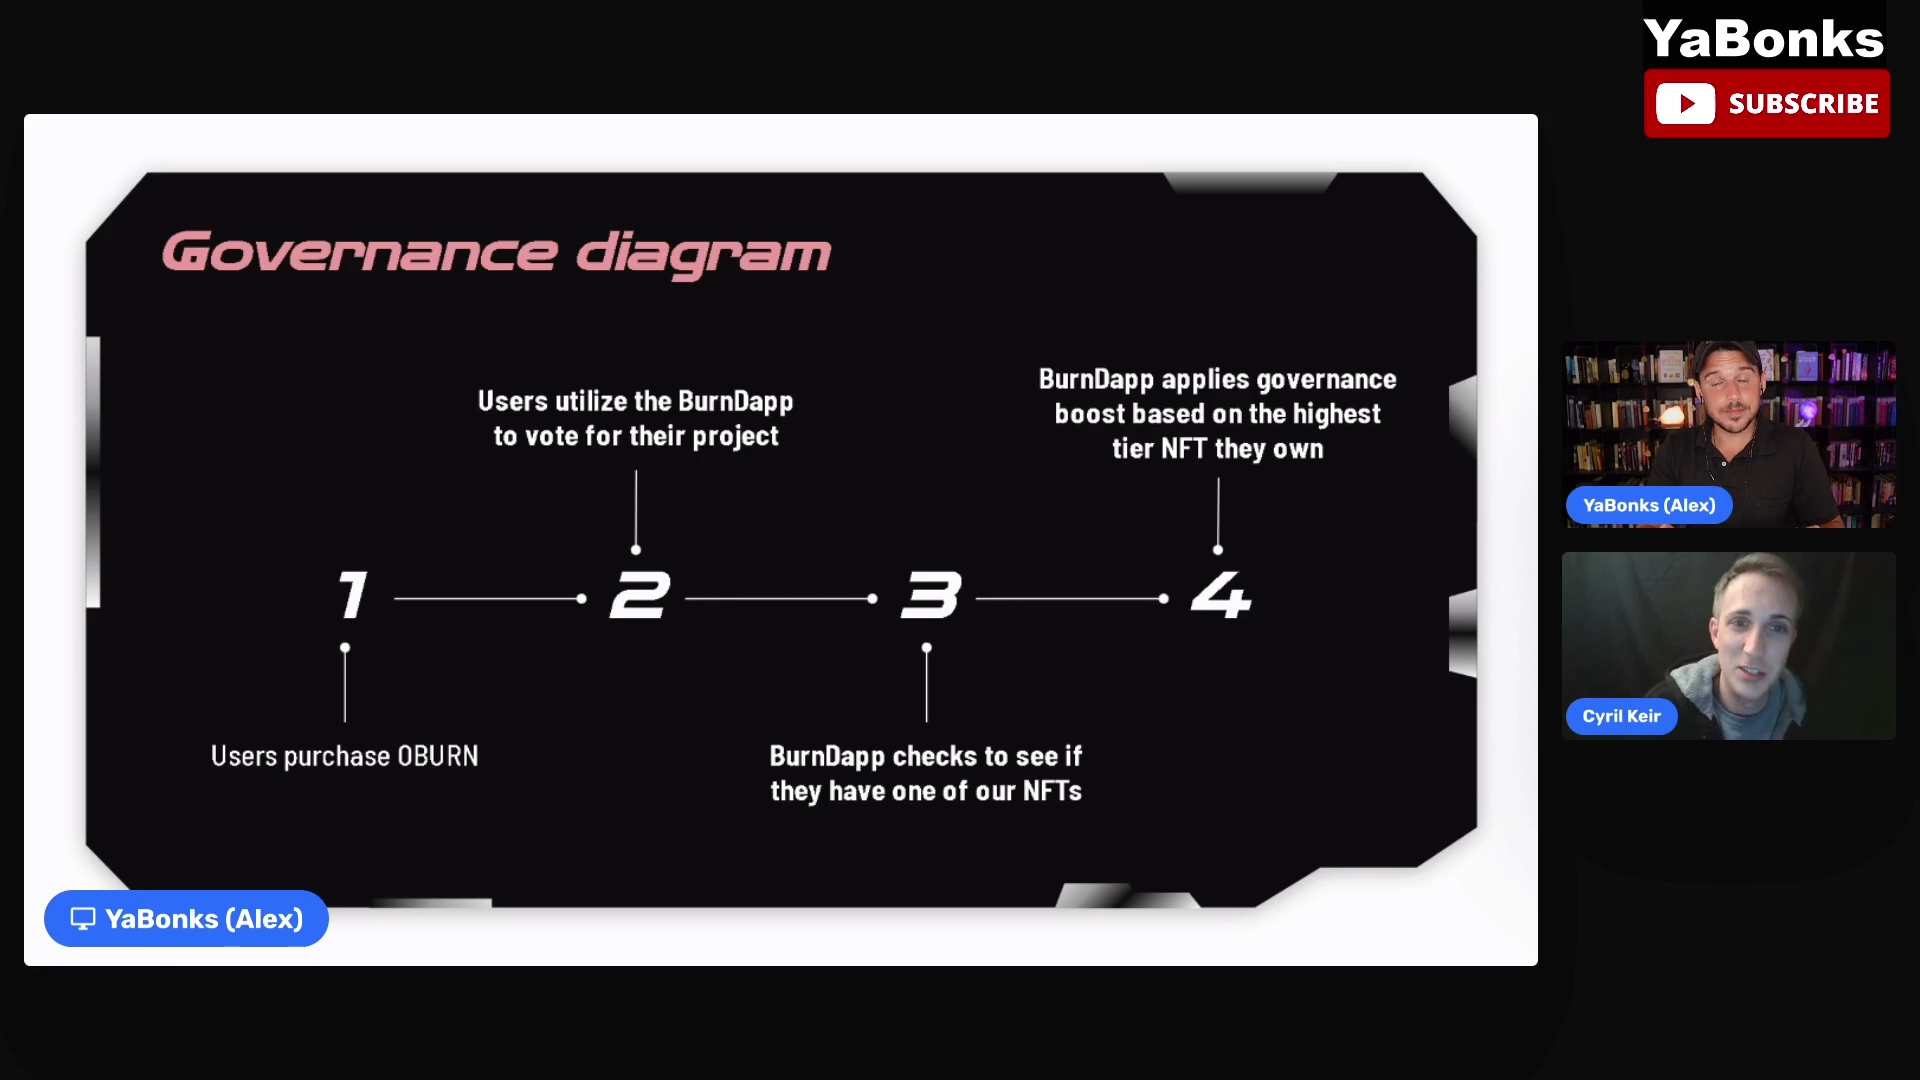 YaBonks
SUBSCRIBE
Governance diagram
Users utilize the BurnDapp
to vote for their project
BurnDapp applies governance
boost based on the highest
tier NFT they own
1
2
3
4
Users purchase OBURN
BurnDapp checks to see if
they have one of our NFTs
YaBonks (Alex)
YaBonks (Alex)
Cyril Keir